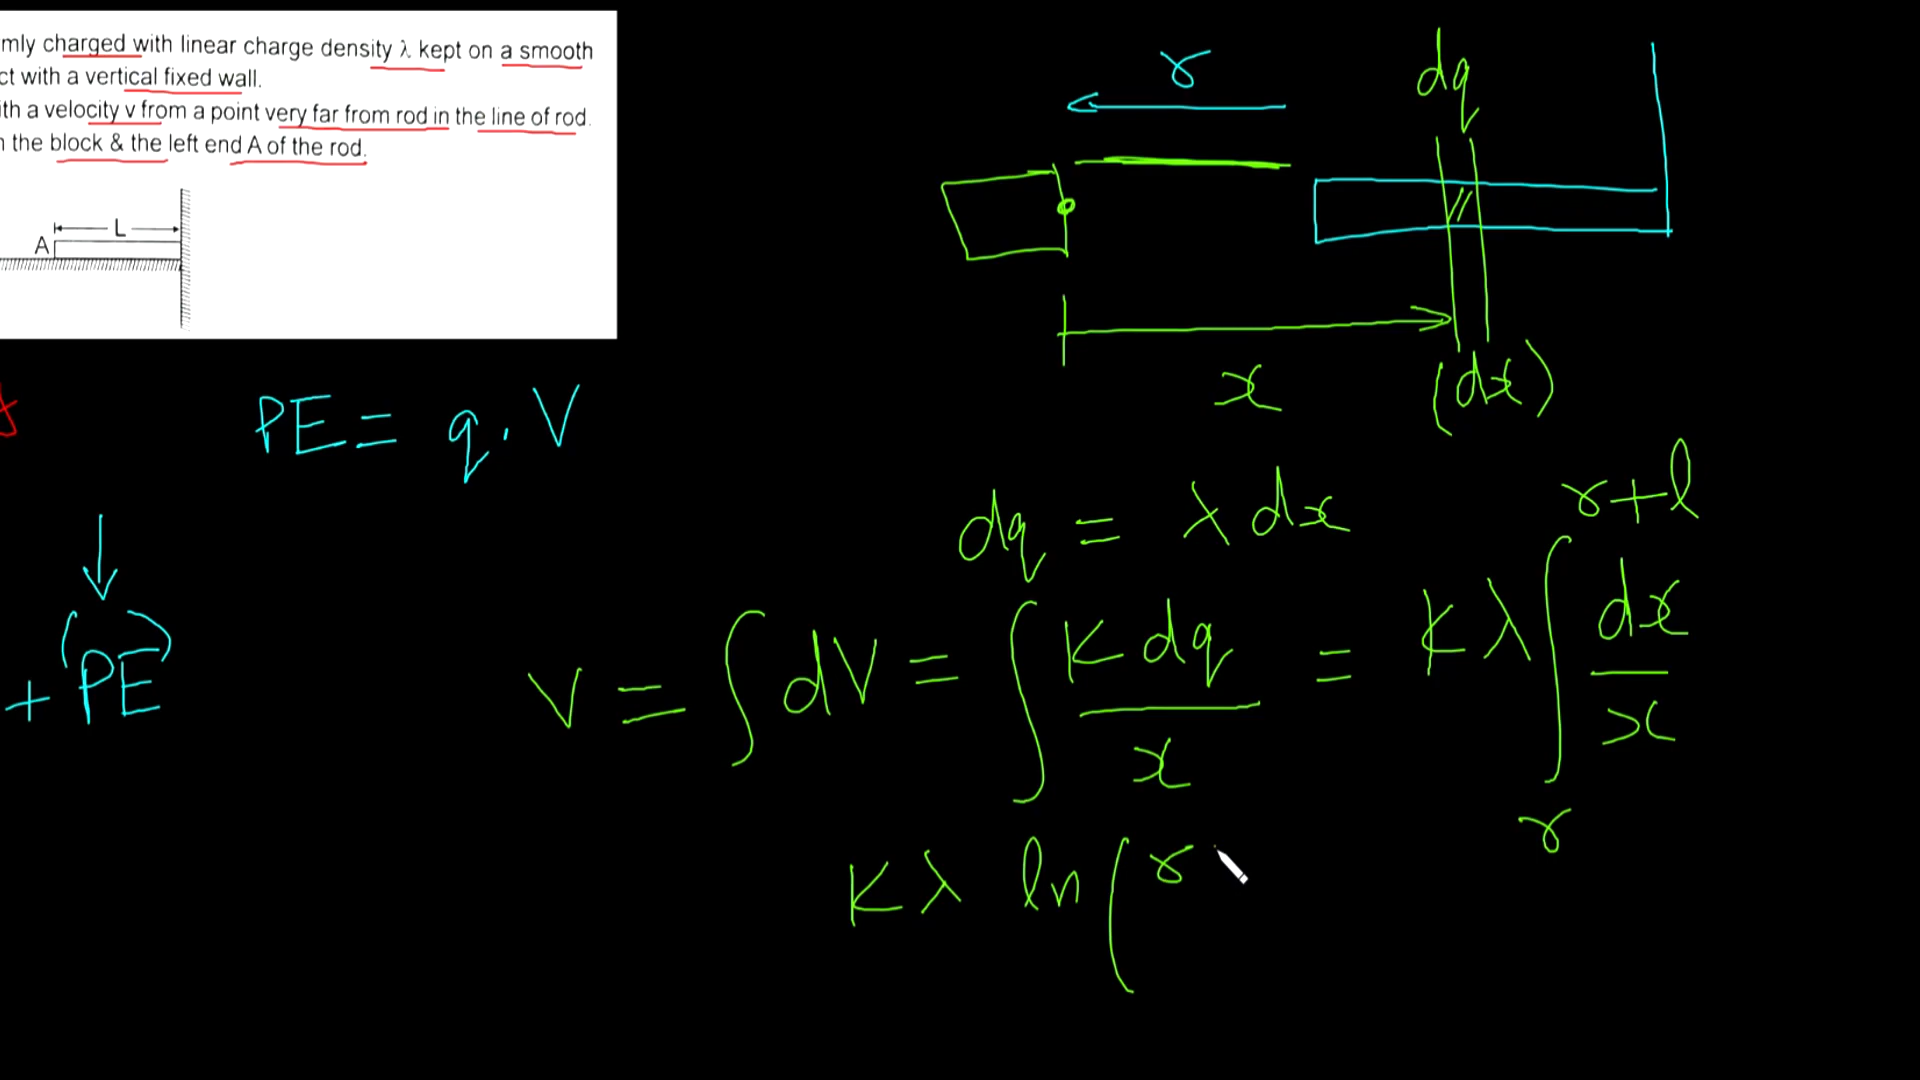 mly charged with linear charge density λ kept on a smooth
ct with a vertical fixed wall.
ith a velocity v from a point very far from rod in the line of rod.
n the block & the left end A of the rod.
L
A
r
dq
x
(dx)
PE = q . V
dq = λ dx
+ (PE)
V = ∫ dV = ∫ K dq / x = Kλ ∫ r r+l dx / x
Kλ ln ( r